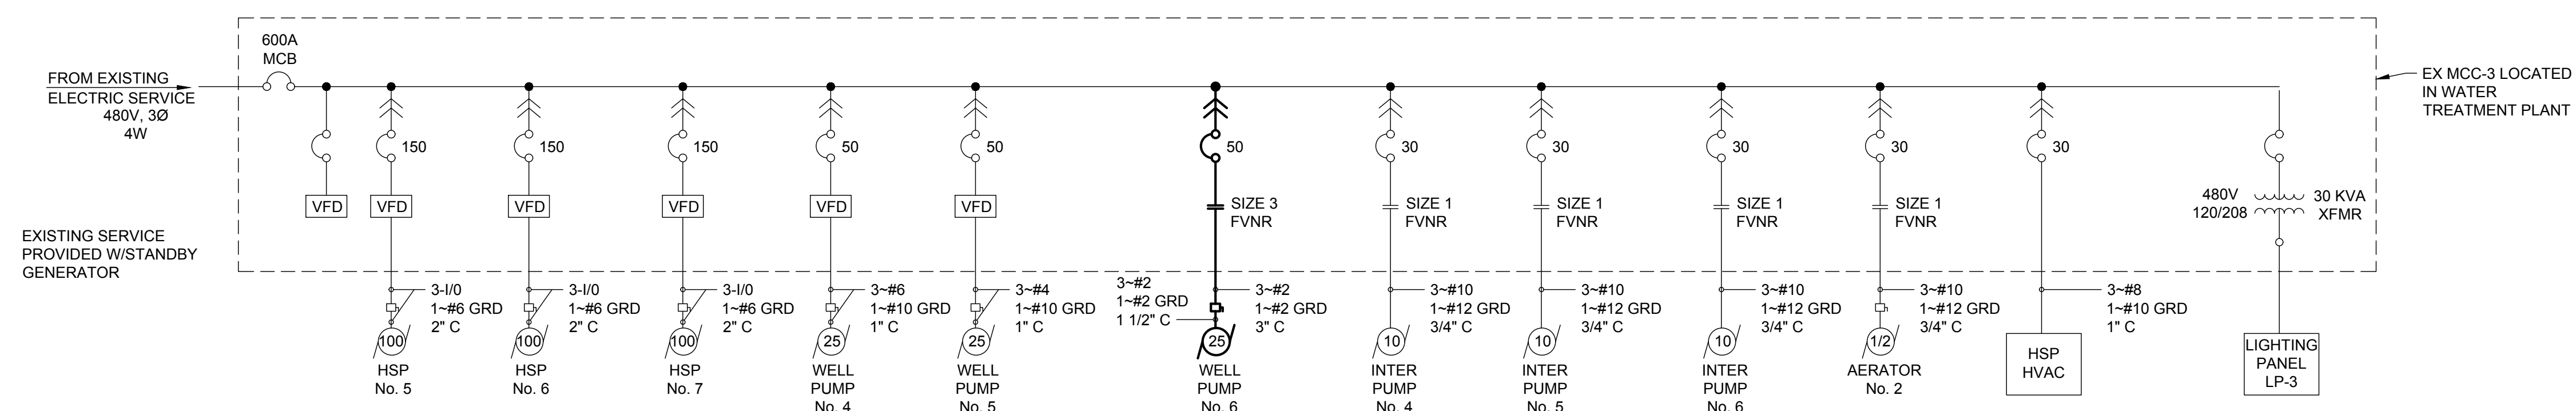 600A
MCB
FROM EXISTING
ELECTRIC SERVICE
480V, 3Ø
4W
EX MCC-3 LOCATED
IN WATER
TREATMENT PLANT
150
150
150
50
50
50
30
30
30
30
30
VFD
VFD
VFD
VFD
VFD
VFD
SIZE 3
FVNR
SIZE 1
FVNR
SIZE 1
FVNR
SIZE 1
FVNR
SIZE 1
FVNR
480V
120/208
30 KVA
XFMR
EXISTING SERVICE
PROVIDED W/STANDBY
GENERATOR
3-I/0
1~#6 GRD
2" C
3-I/0
1~#6 GRD
2" C
3-I/0
1~#6 GRD
2" C
3~#6
1~#10 GRD
1" C
3~#4
1~#10 GRD
1" C
3~#2
1~#2 GRD
1 1/2" C
3~#2
1~#2 GRD
3" C
3~#10
1~#12 GRD
3/4" C
3~#10
1~#12 GRD
3/4" C
3~#10
1~#12 GRD
3/4" C
3~#10
1~#12 GRD
3/4" C
3~#8
1~#10 GRD
1" C
100
HSP
No. 5
100
HSP
No. 6
100
HSP
No. 7
25
WELL
PUMP
No. 4
25
WELL
PUMP
No. 5
25
WELL
PUMP
No. 6
10
INTER
PUMP
No. 4
10
INTER
PUMP
No. 5
10
INTER
PUMP
No. 6
1/2
AERATOR
No. 2
HSP
HVAC
LIGHTING
PANEL
LP-3